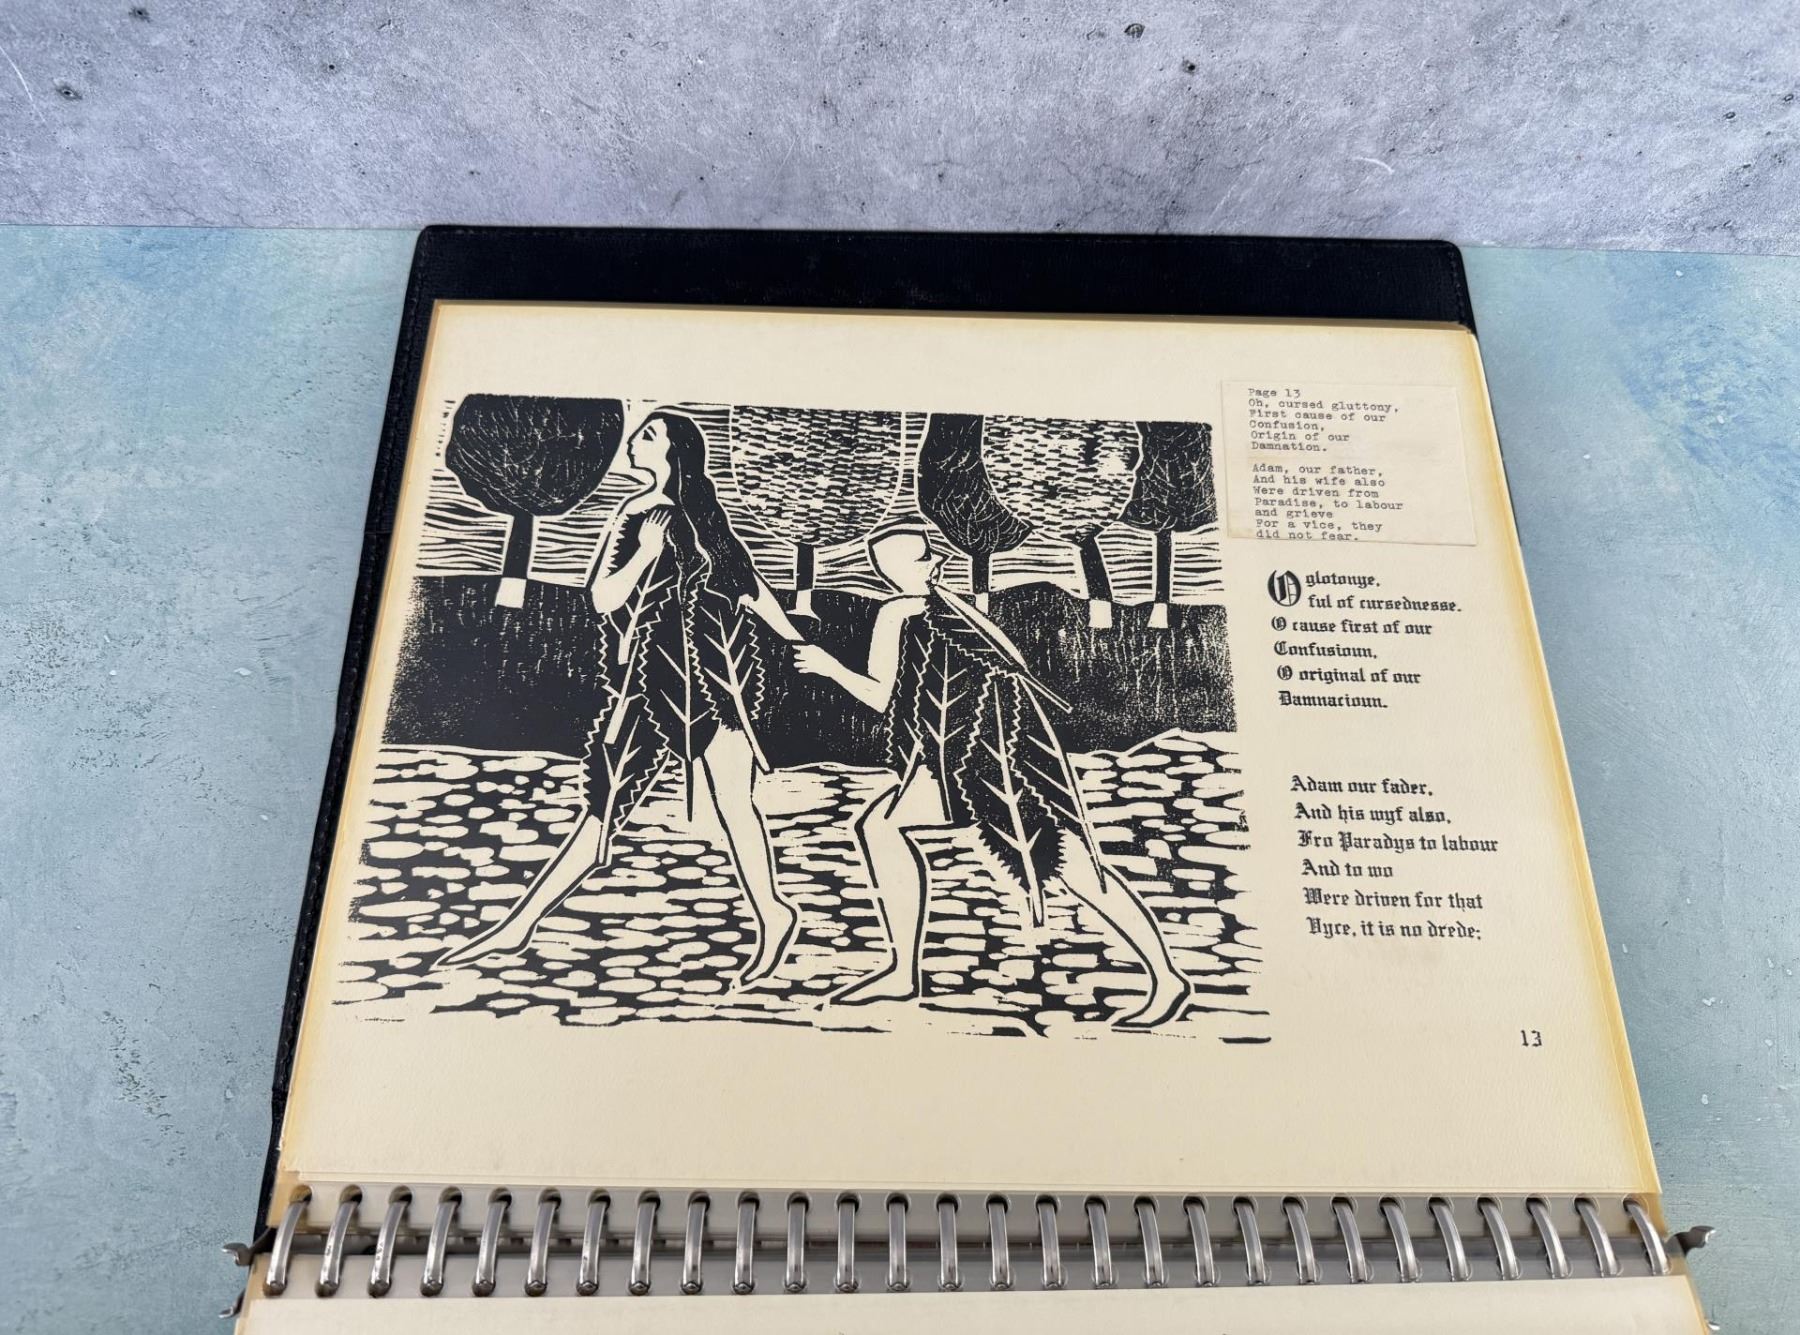 Page 13
Oh, cursed gluttony,
First cause of our
Confusion,
Origin of our
Damnation.
Adam, our father,
And his wife also
Were driven from
Paradise, to labour
and grieve
For a vice, they
did not fear.
O glotonye,
ful of cursednesse.
O cause first of our
Confusioun,
O original of our
Damnacioun.
Adam our fader,
And his wyf also,
Fro Paradys to labour
And to wo
Were driven for that
Vyce, it is no drede;
13